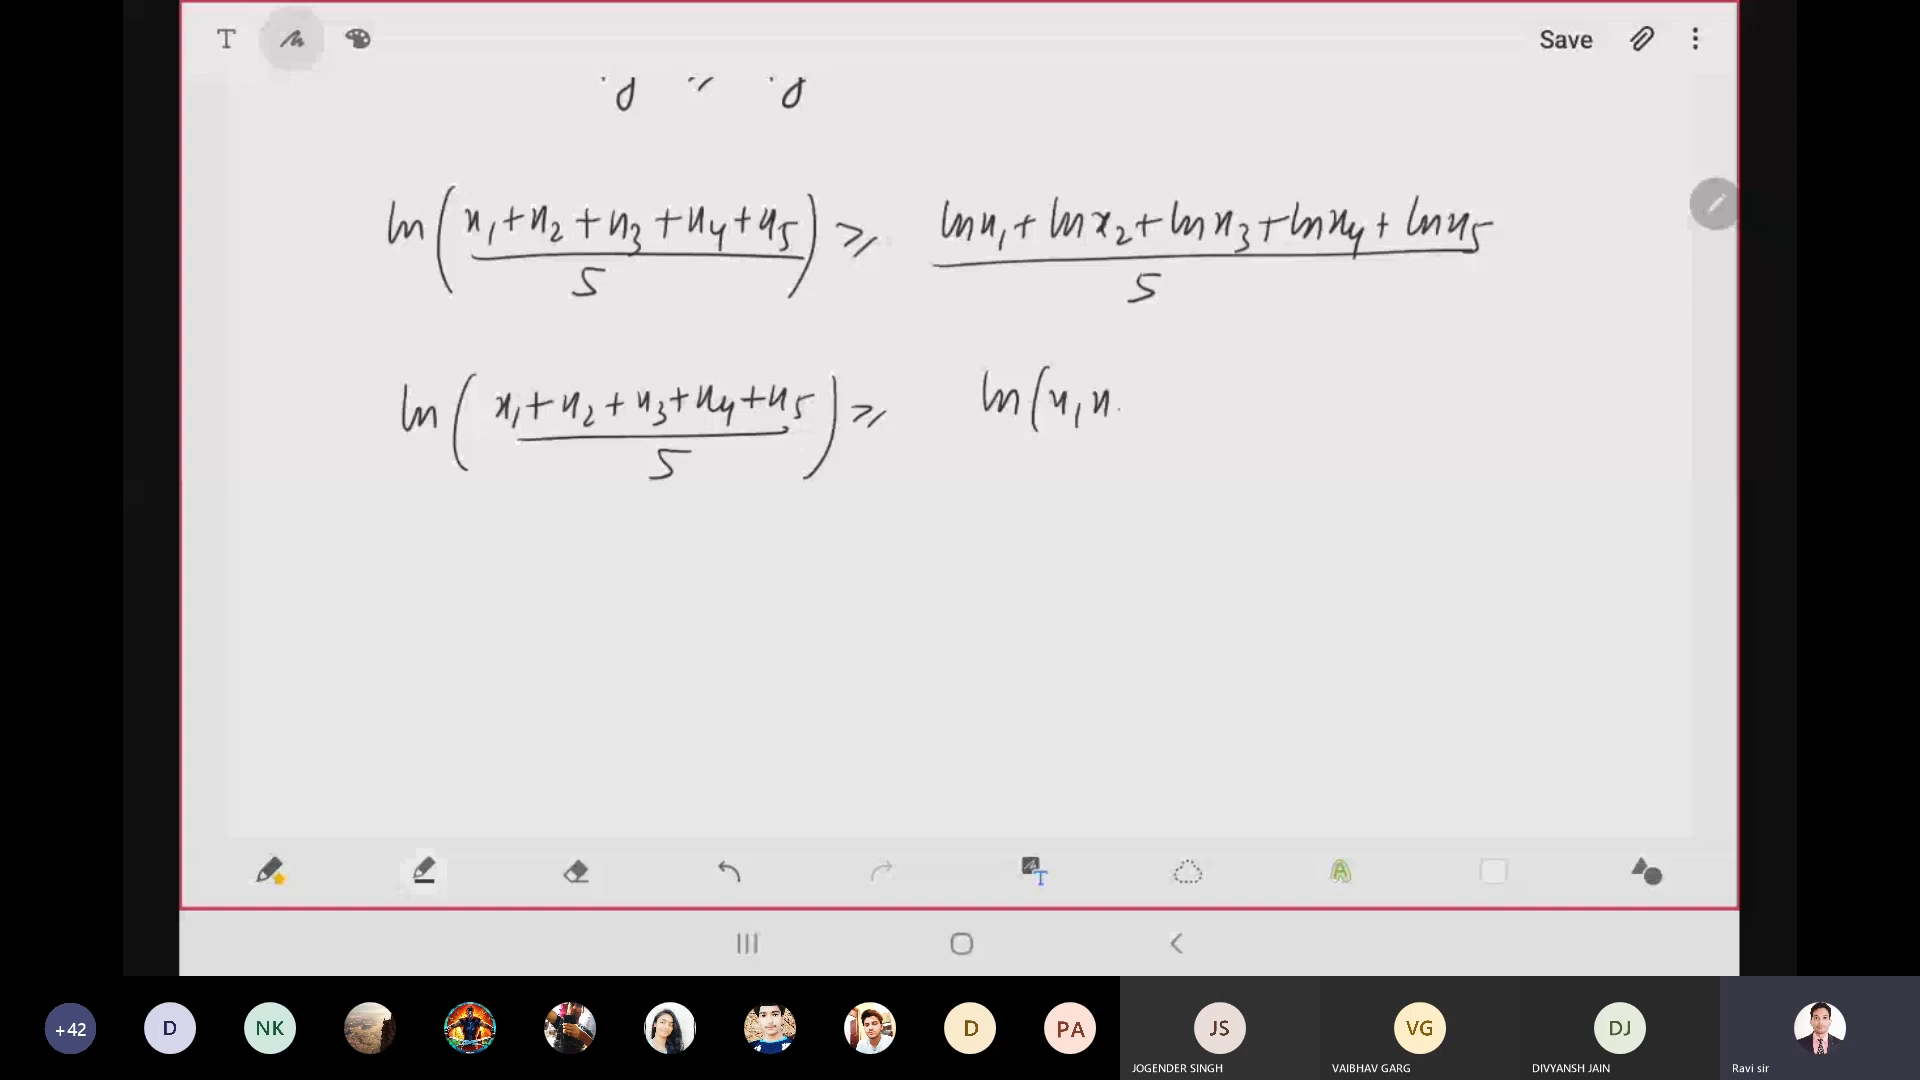 T Save
ln(x₁+x₂+x₃+x₄+x₅/5) ≥ lnx₁+lnx₂+lnx₃+lnx₄+lnx₅/5
ln(x₁+x₂+x₃+x₄+x₅/5) ≥ ln(x₁x
T A
+42 D NK D PA JS VG DJ
JOGENDER SINGH VAIBHAV GARG DIVYANSH JAIN Ravi sir